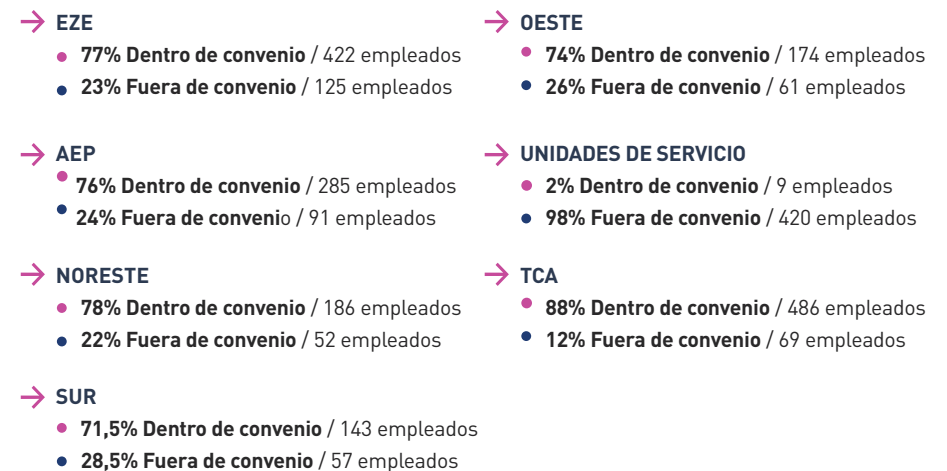 EZE
77% Dentro de convenio / 422 empleados
23% Fuera de convenio / 125 empleados
AEP
76% Dentro de convenio / 285 empleados
24% Fuera de convenio / 91 empleados
NORESTE
78% Dentro de convenio / 186 empleados
22% Fuera de convenio / 52 empleados
SUR
71,5% Dentro de convenio / 143 empleados
28,5% Fuera de convenio / 57 empleados
OESTE
74% Dentro de convenio / 174 empleados
26% Fuera de convenio / 61 empleados
UNIDADES DE SERVICIO
2% Dentro de convenio / 9 empleados
98% Fuera de convenio / 420 empleados
TCA
88% Dentro de convenio / 486 empleados
12% Fuera de convenio / 69 empleados